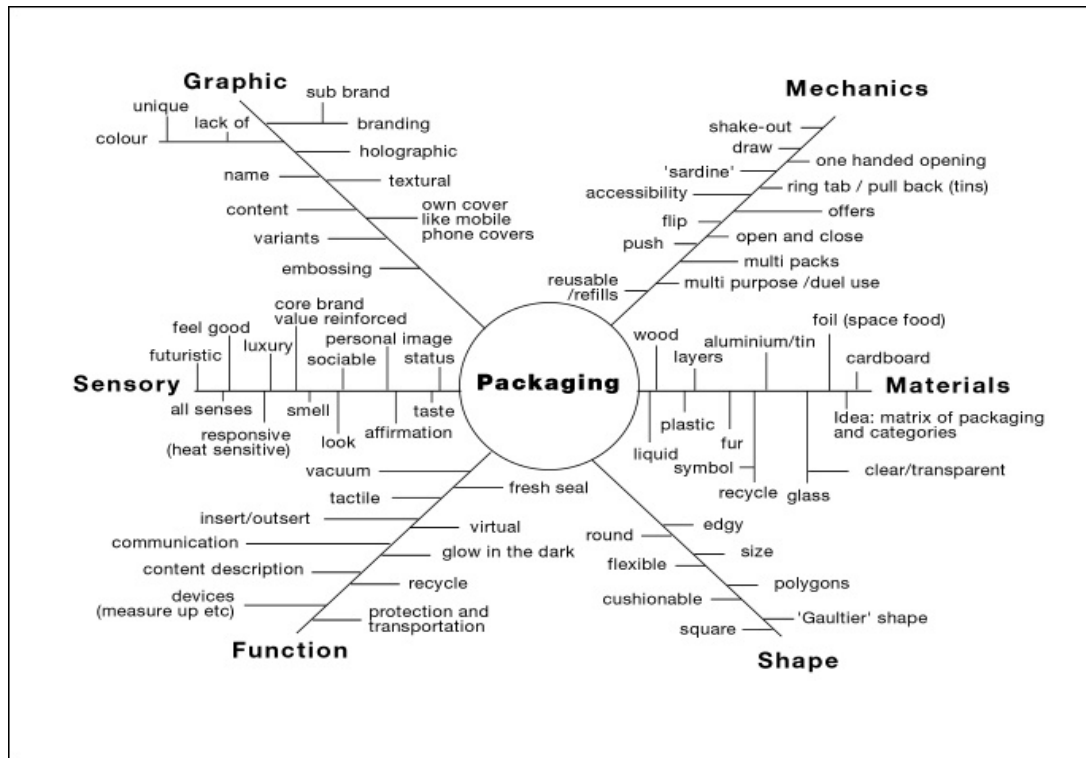 Graphic
sub brand
unique
lack of
branding
colour
holographic
name
textural
content
own cover
like mobile
phone covers
variants
embossing
Mechanics
shake-out
draw
one handed opening
'sardine'
ring tab / pull back (tins)
accessibility
offers
flip
open and close
push
multi packs
reusable
/refills
multi purpose /duel use
Sensory
core brand
value reinforced
feel good
personal image
futuristic
luxury
sociable
status
all senses
smell
taste
responsive
(heat sensitive)
look
affirmation
Packaging
Materials
wood
layers
aluminium/tin
foil (space food)
cardboard
plastic
fur
Idea: matrix of packaging
and categories
liquid
symbol
recycle
glass
clear/transparent
vacuum
fresh seal
tactile
insert/outsert
virtual
communication
glow in the dark
content description
recycle
devices
(measure up etc)
protection and
transportation
Function
edgy
round
size
flexible
polygons
cushionable
'Gaultier' shape
square
Shape